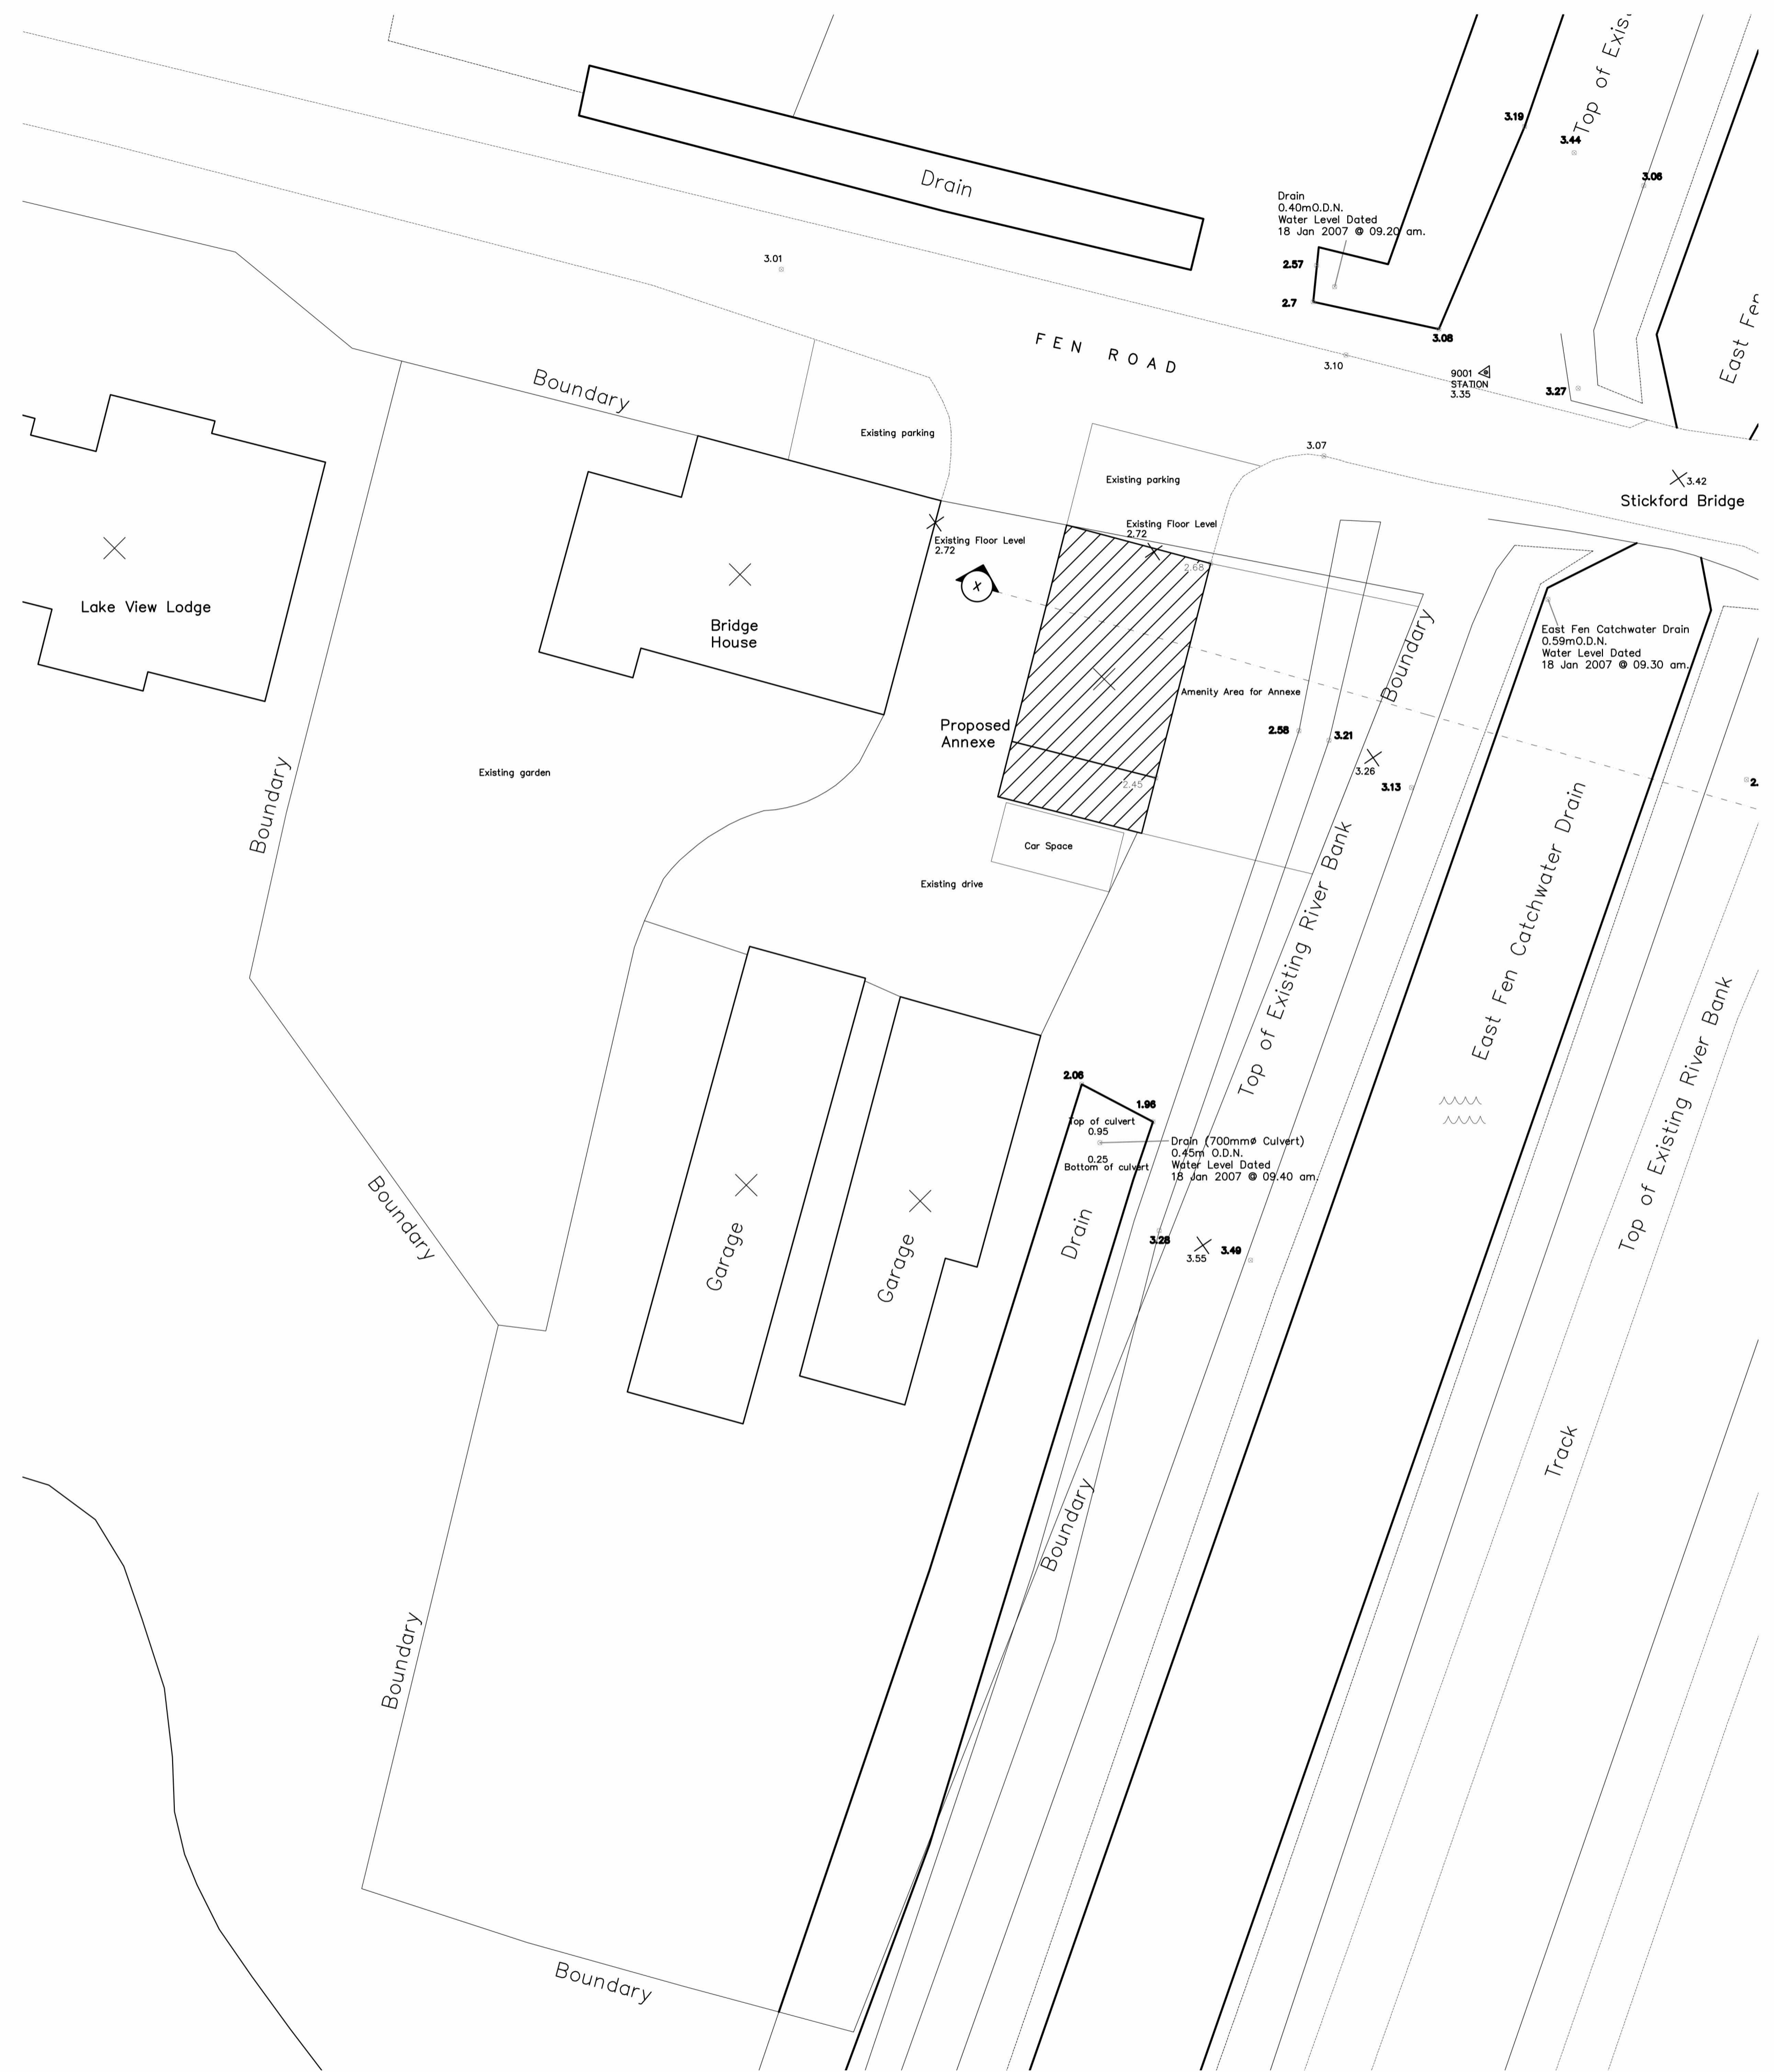 Top of Exis
3.19
3.44
3.06
Drain
Drain
0.40mO.D.N.
Water Level Dated
18 Jan 2007 @ 09.20 am.
2.57
2.7
3.01
3.08
FEN ROAD
3.10
9001
STATION
3.35
3.27
East Fen
Boundary
Existing parking
3.07
Existing parking
3.42
Stickford Bridge
Existing Floor Level
2.72
Existing Floor Level
2.72
2.68
X
Lake View Lodge
Bridge
House
East Fen Catchwater Drain
0.59mO.D.N.
Water Level Dated
18 Jan 2007 @ 09.30 am.
Boundary
Amenity Area for Annexe
Proposed
Annexe
2.58
3.21
3.26
3.13
2.45
2.
Existing garden
Boundary
Car Space
Existing drive
Top of Existing River Bank
East Fen Catchwater Drain
Top of Existing River Bank
2.06
1.96
Top of culvert
0.95
0.25
Bottom of culvert
Drain (700mmø Culvert)
0.45m O.D.N.
Water Level Dated
18 Jan 2007 @ 09.40 am.
Boundary
Garage
Garage
Drain
3.28
3.55
3.49
Track
Boundary
Boundary
Boundary